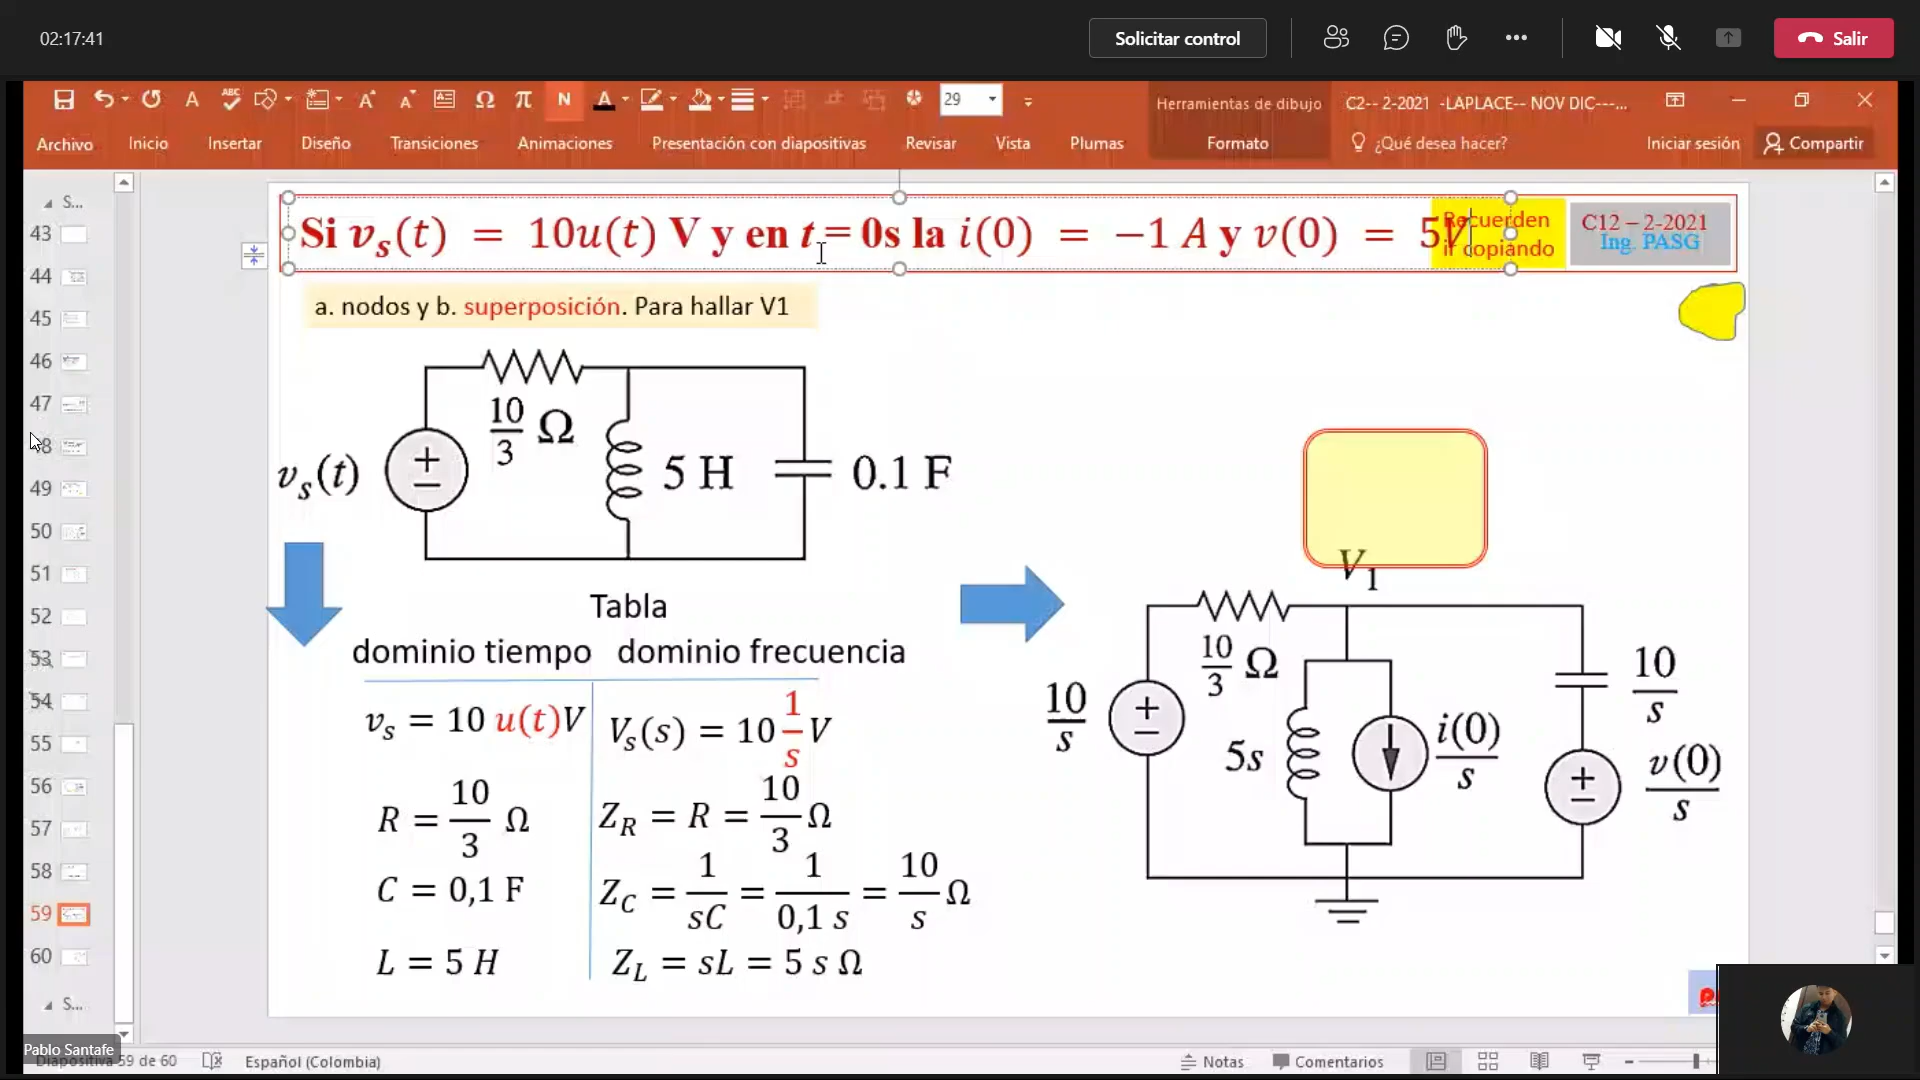 02:17:41
Solicitar control
Salir
29
Herramientas de dibujo
C2-- 2-2021 -LAPLACE-- NOV DIC---...
Archivo
Inicio
Insertar
Diseño
Transiciones
Animaciones
Presentación con diapositivas
Revisar
Vista
Plumas
Formato
¿Qué desea hacer?
Iniciar sesión
Compartir
S...
43
44
45
46
47
48
49
50
51
52
53
54
55
56
57
58
59
60
S...
Si v_s(t) = 10u(t) V y en t = 0s la i(0) = −1 A y v(0) = 5V
Recuerden
ir copiando
C12 – 2-2021
Ing. PASG
a. nodos y b. superposición. Para hallar V1
10/3 Ω
v_s(t)
+
−
5 H
0.1 F
Tabla
dominio tiempo dominio frecuencia
v_s = 10 u(t)V
V_s(s) = 10 1/s V
R = 10/3 Ω
Z_R = R = 10/3 Ω
C = 0,1 F
Z_C = 1/sC = 1/0,1 s = 10/s Ω
L = 5 H
Z_L = sL = 5 s Ω
V_1
10/3 Ω
10/s
+
−
5s
i(0)/s
10/s
+
−
v(0)/s
Pablo Santafe
Diapositiva 59 de 60
Español (Colombia)
Notas
Comentarios